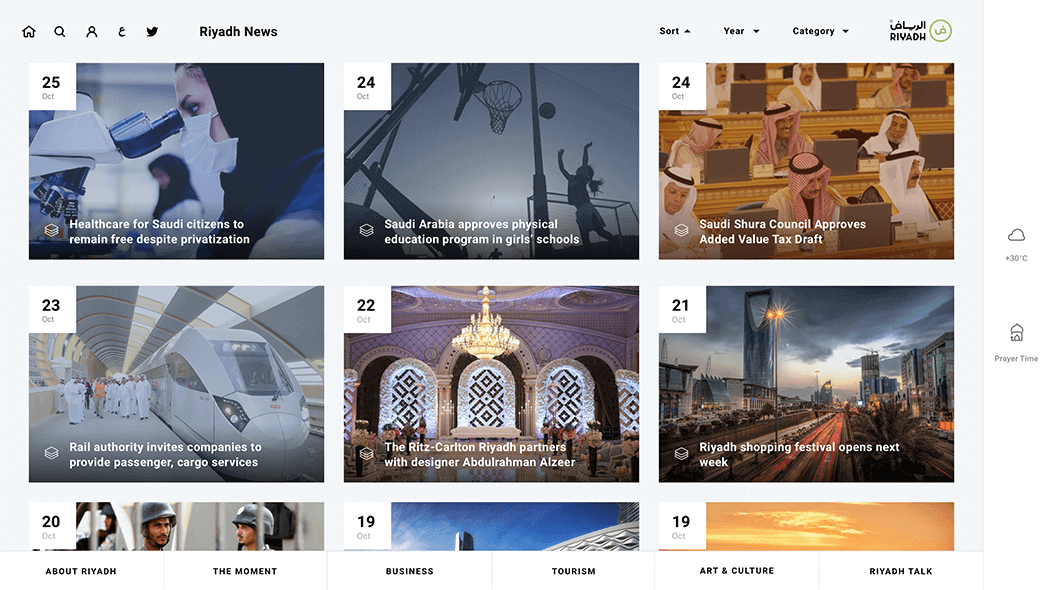 ع
Riyadh News
Sort
Year
Category
الرياض
RIYADH
ض
25
Oct
Healthcare for Saudi citizens to
remain free despite privatization
24
Oct
Saudi Arabia approves physical
education program in girls' schools
24
Oct
Saudi Shura Council Approves
Added Value Tax Draft
23
Oct
Rail authority invites companies to
provide passenger, cargo services
22
Oct
The Ritz-Carlton Riyadh partners
with designer Abdulrahman Alzeer
21
Oct
Riyadh shopping festival opens next
week
+30°C
Prayer Time
20
Oct
19
Oct
19
Oct
ABOUT RIYADH
THE MOMENT
BUSINESS
TOURISM
ART & CULTURE
RIYADH TALK